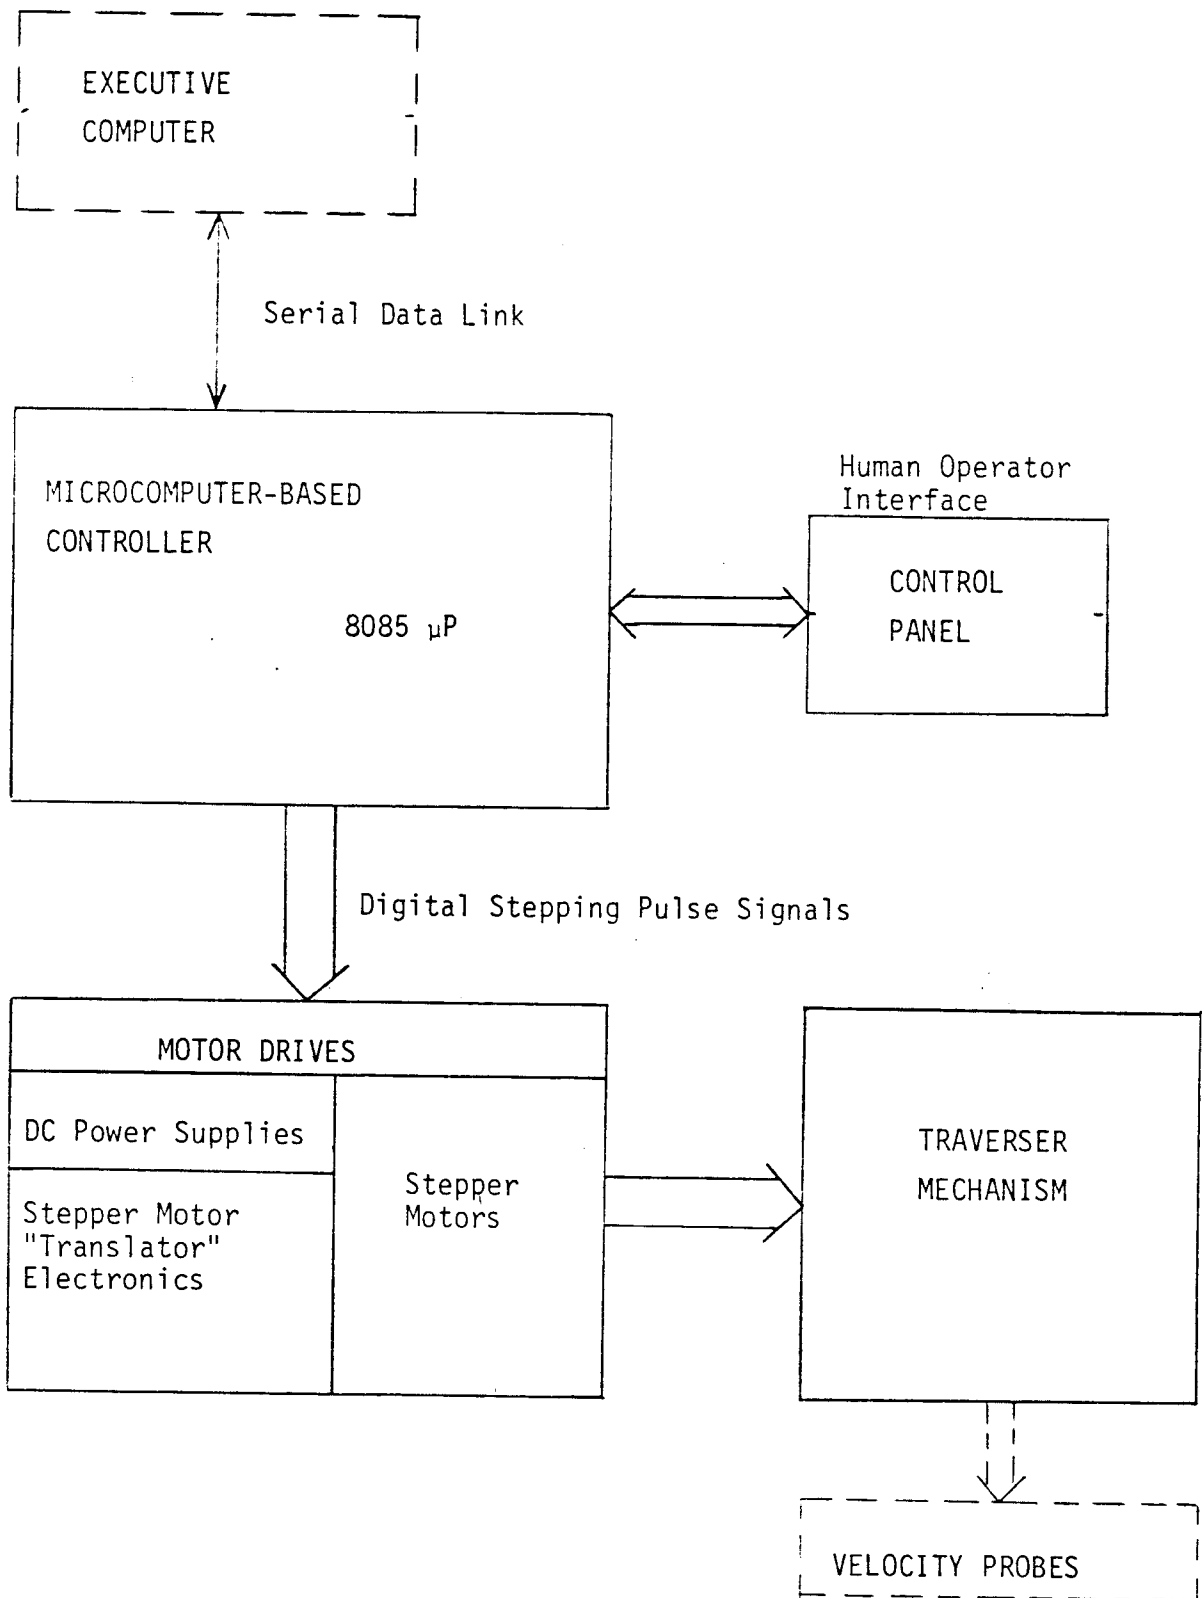 EXECUTIVE
COMPUTER
Serial Data Link
MICROCOMPUTER-BASED
CONTROLLER
8085 μP
Human Operator
Interface
CONTROL
PANEL
Digital Stepping Pulse Signals
MOTOR DRIVES
DC Power Supplies
Stepper Motor
"Translator"
Electronics
Stepper
Motors
TRAVERSER
MECHANISM
VELOCITY PROBES